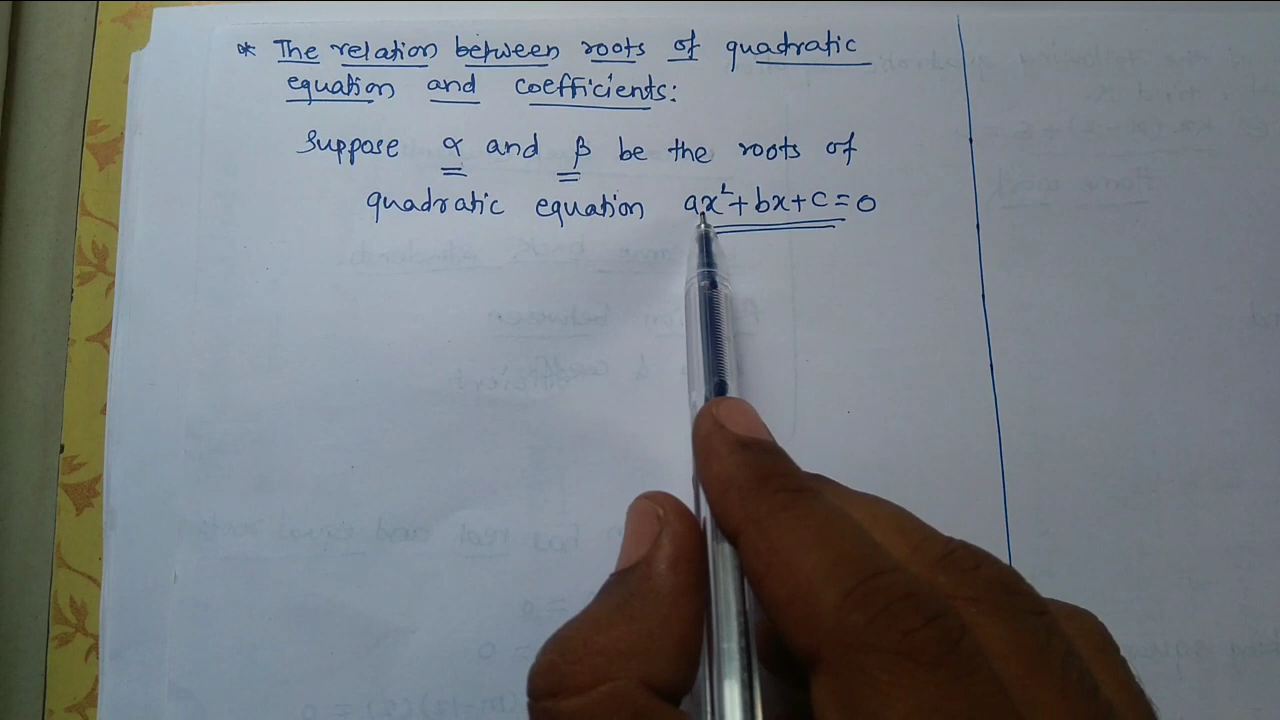 * The relation between roots of quadratic
equation and coefficients:
Suppose α and β be the roots of
quadratic equation ax²+bx+c=0